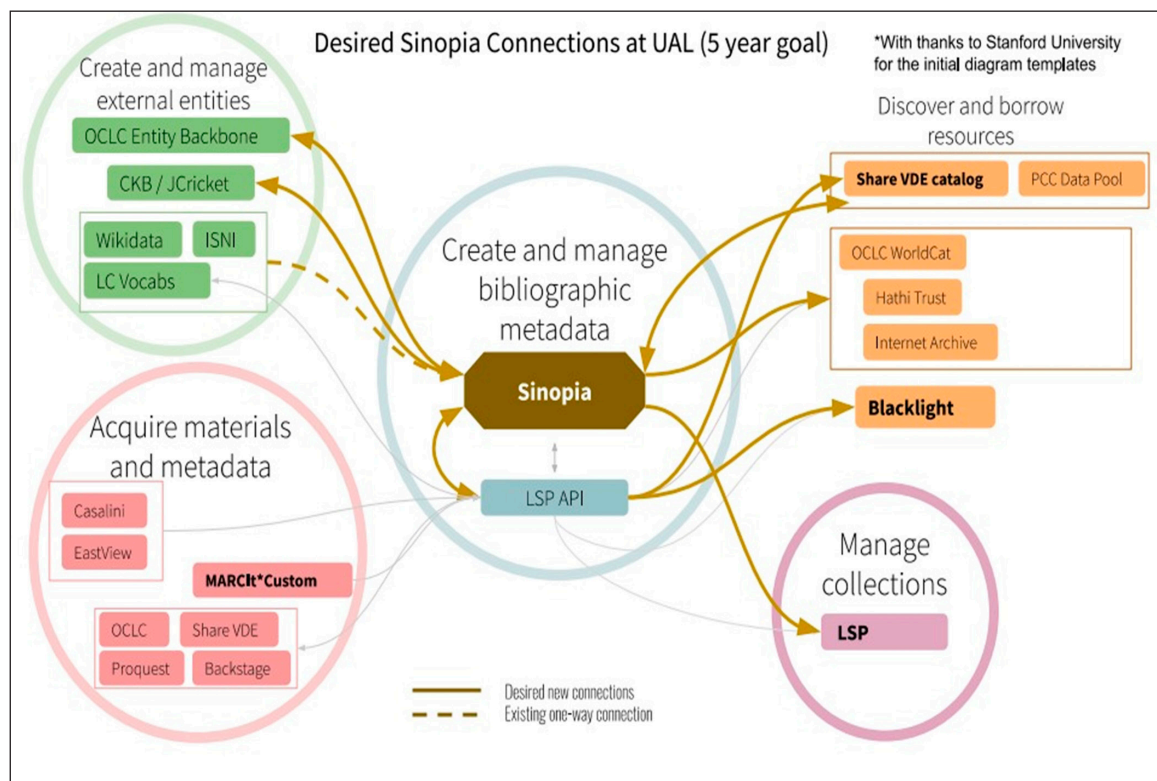 Desired Sinopia Connections at UAL (5 year goal)
*With thanks to Stanford University
for the initial diagram templates
Create and manage
external entities
OCLC Entity Backbone
CKB / JCricket
Wikidata
ISNI
LC Vocabs
Create and manage
bibliographic
metadata
Sinopia
LSP API
Discover and borrow
resources
Share VDE catalog
PCC Data Pool
OCLC WorldCat
Hathi Trust
Internet Archive
Blacklight
Acquire materials
and metadata
Casalini
EastView
MARCIt*Custom
OCLC
Share VDE
Proquest
Backstage
Manage
collections
LSP
Desired new connections
Existing one-way connection